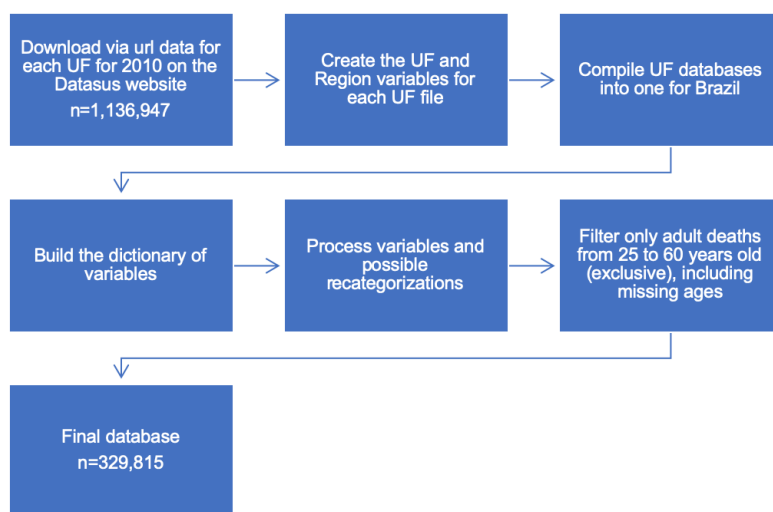 Download via url data for
each UF for 2010 on the
Datasus website
n=1,136,947
Create the UF and
Region variables for
each UF file
Compile UF databases
into one for Brazil
Build the dictionary of
variables
Process variables and
possible
recategorizations
Filter only adult deaths
from 25 to 60 years old
(exclusive), including
missing ages
Final database
n=329,815